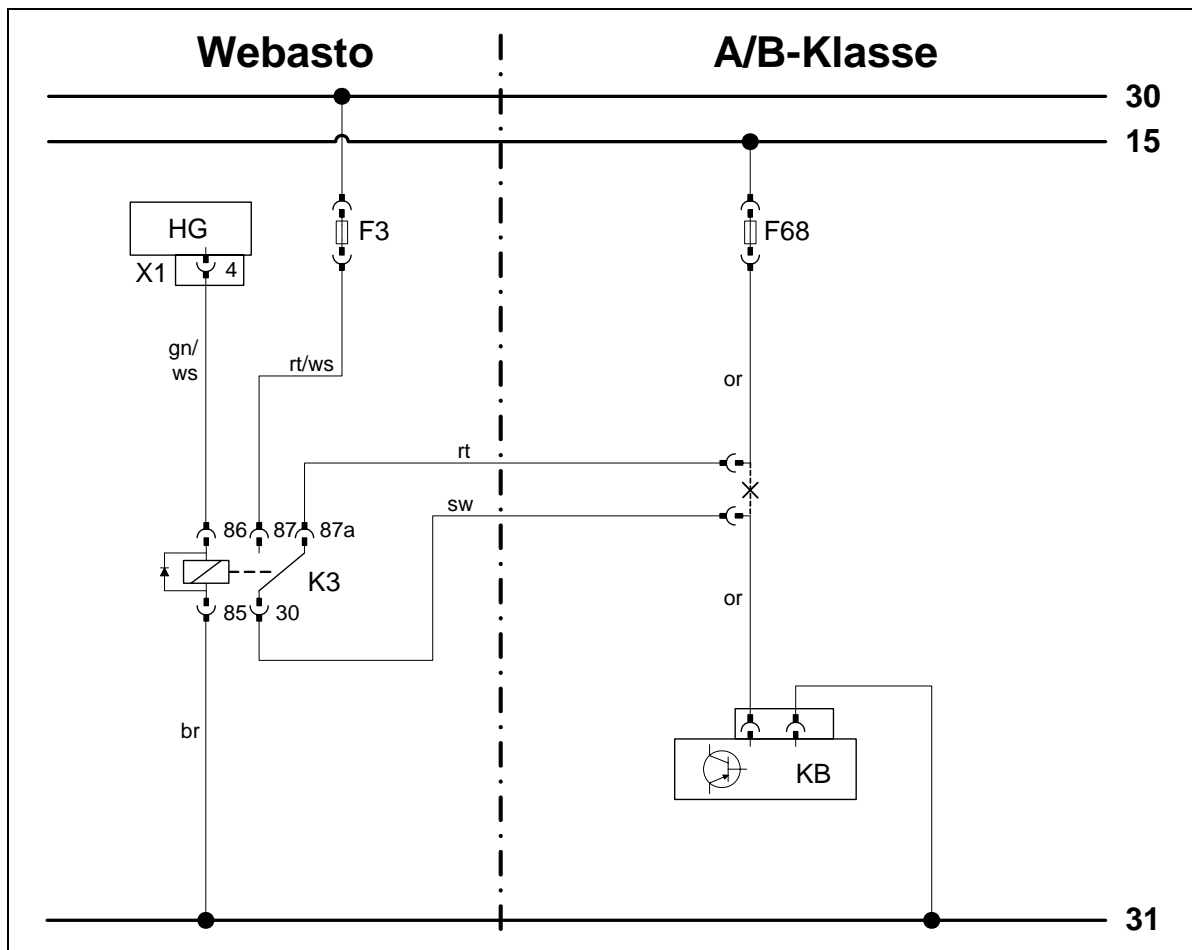 Webasto
A/B-Klasse
30
15
HG
F3
F68
X1
4
gn/
ws
rt/ws
or
rt
sw
86
87
87a
K3
85
30
or
br
KB
31